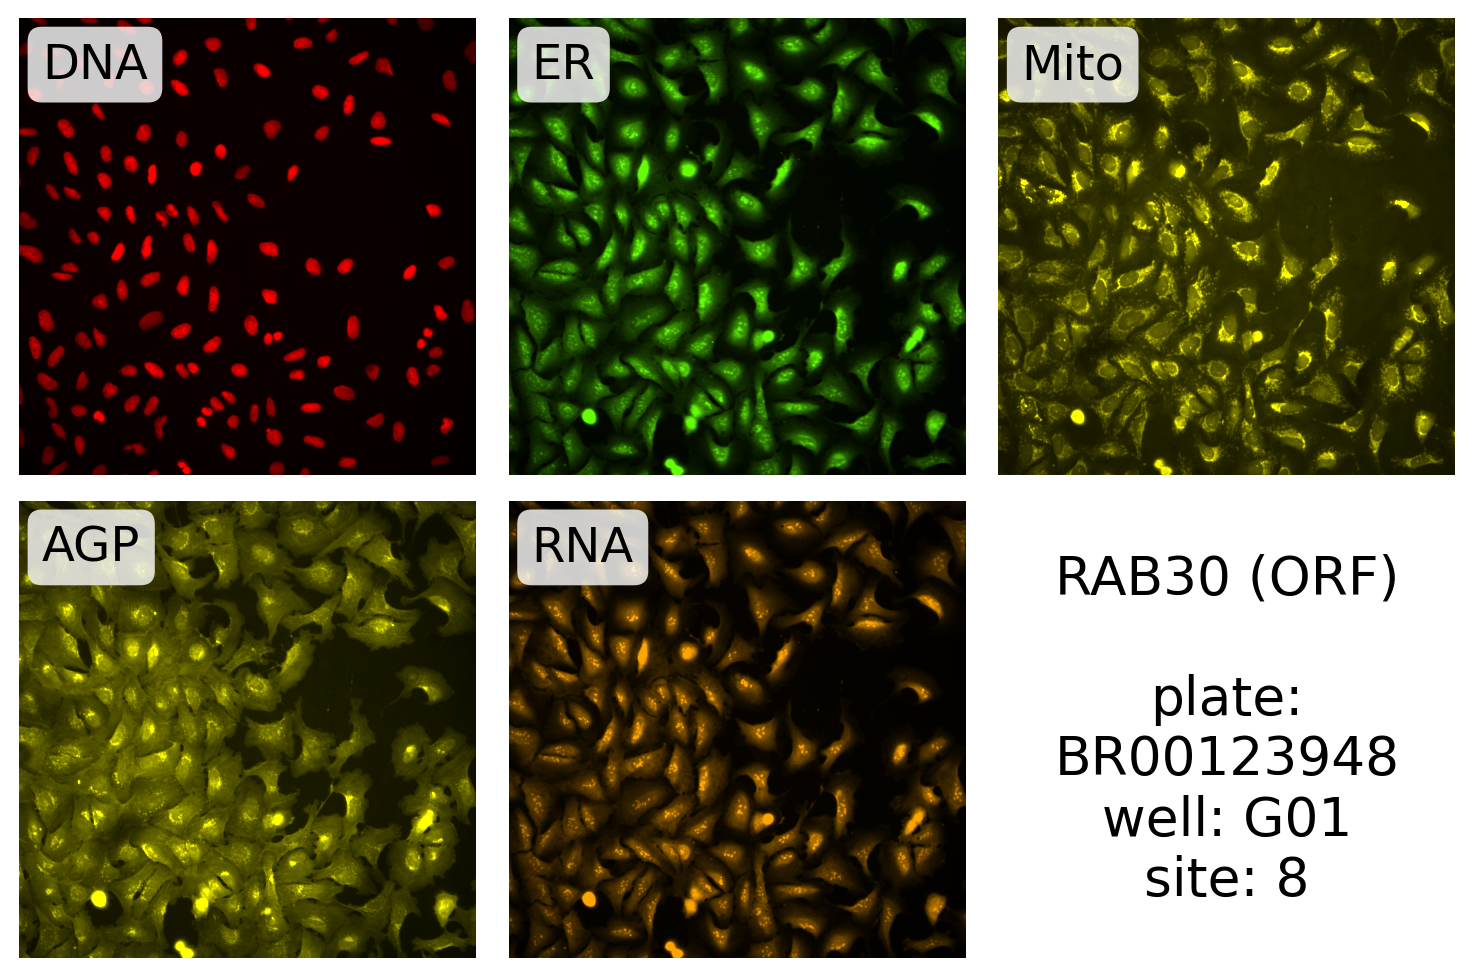 DNA
ER
Mito
AGP
RNA
RAB30 (ORF)
plate:
BR00123948
well: G01
site: 8